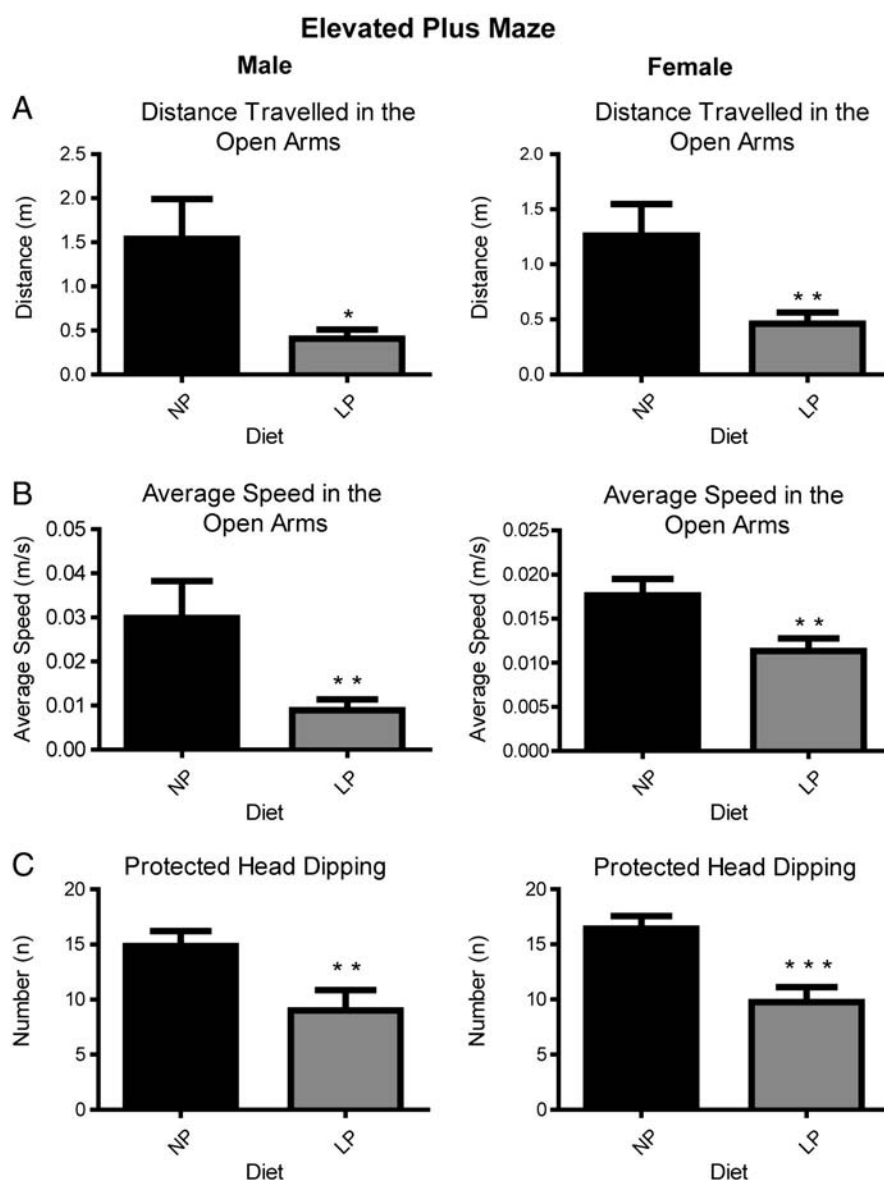 Elevated Plus Maze
Male
Female
A
Distance Travelled in the
Open Arms
Distance (m)
2.5
2.0
1.5
1.0
0.5
0.0
*
NP
LP
Diet
Distance Travelled in the
Open Arms
Distance (m)
2.0
1.5
1.0
0.5
0.0
* *
NP
LP
Diet
B
Average Speed in the
Open Arms
Average Speed (m/s)
0.05
0.04
0.03
0.02
0.01
0.00
* *
NP
LP
Diet
Average Speed in the
Open Arms
Average Speed (m/s)
0.025
0.020
0.015
0.010
0.005
0.000
* *
NP
LP
Diet
C
Protected Head Dipping
Number (n)
20
15
10
5
0
* *
NP
LP
Diet
Protected Head Dipping
Number (n)
20
15
10
5
0
* * *
NP
LP
Diet